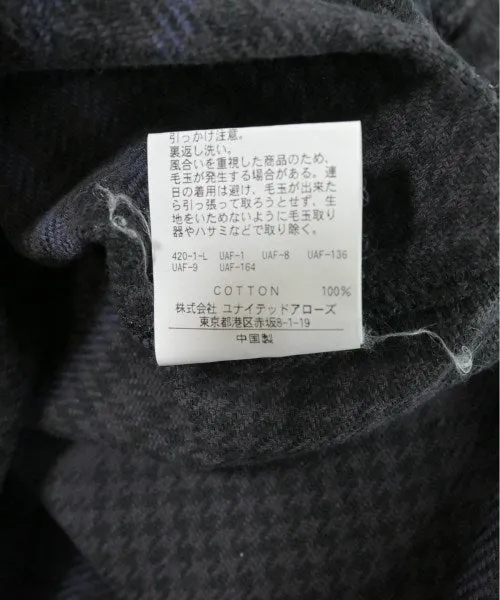 引っかけ注意。
裏返し洗い。
風合いを重視した商品のため、
毛玉が発生する場合がある。連
日の着用は避け、毛玉が出来た
ら引っ張って取ろうとせず、生
地をいためないように毛玉取り
器やハサミなどで取り除く。
420-1-L UAF-1 UAF-8 UAF-136
UAF-9 UAF-164
COTTON 100%
株式会社 ユナイテッドアローズ
東京都港区赤坂8-1-19
中国製